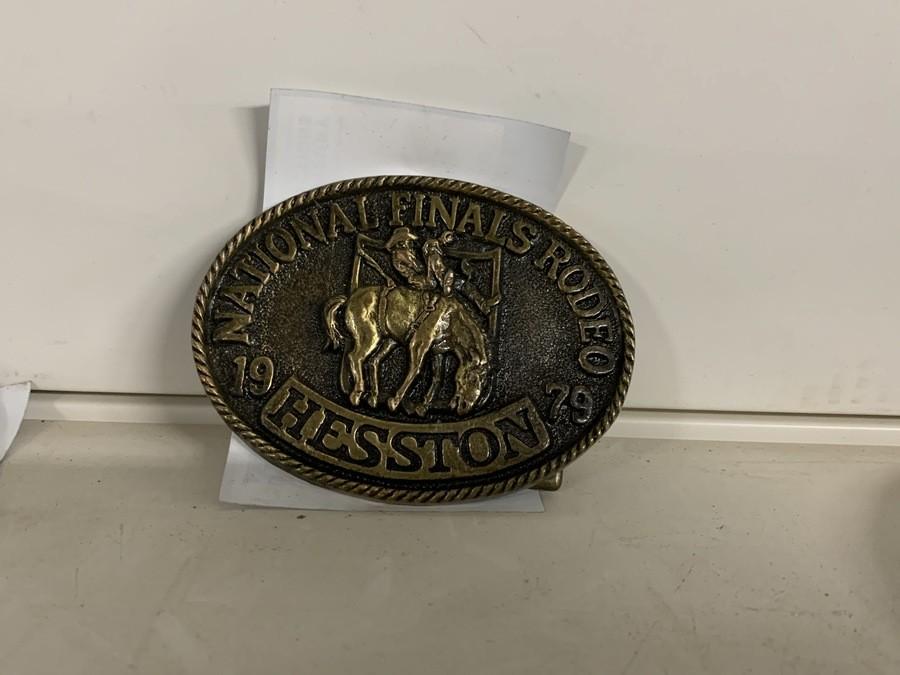 NATIONAL FINALS RODEO
19 79
HESSTON